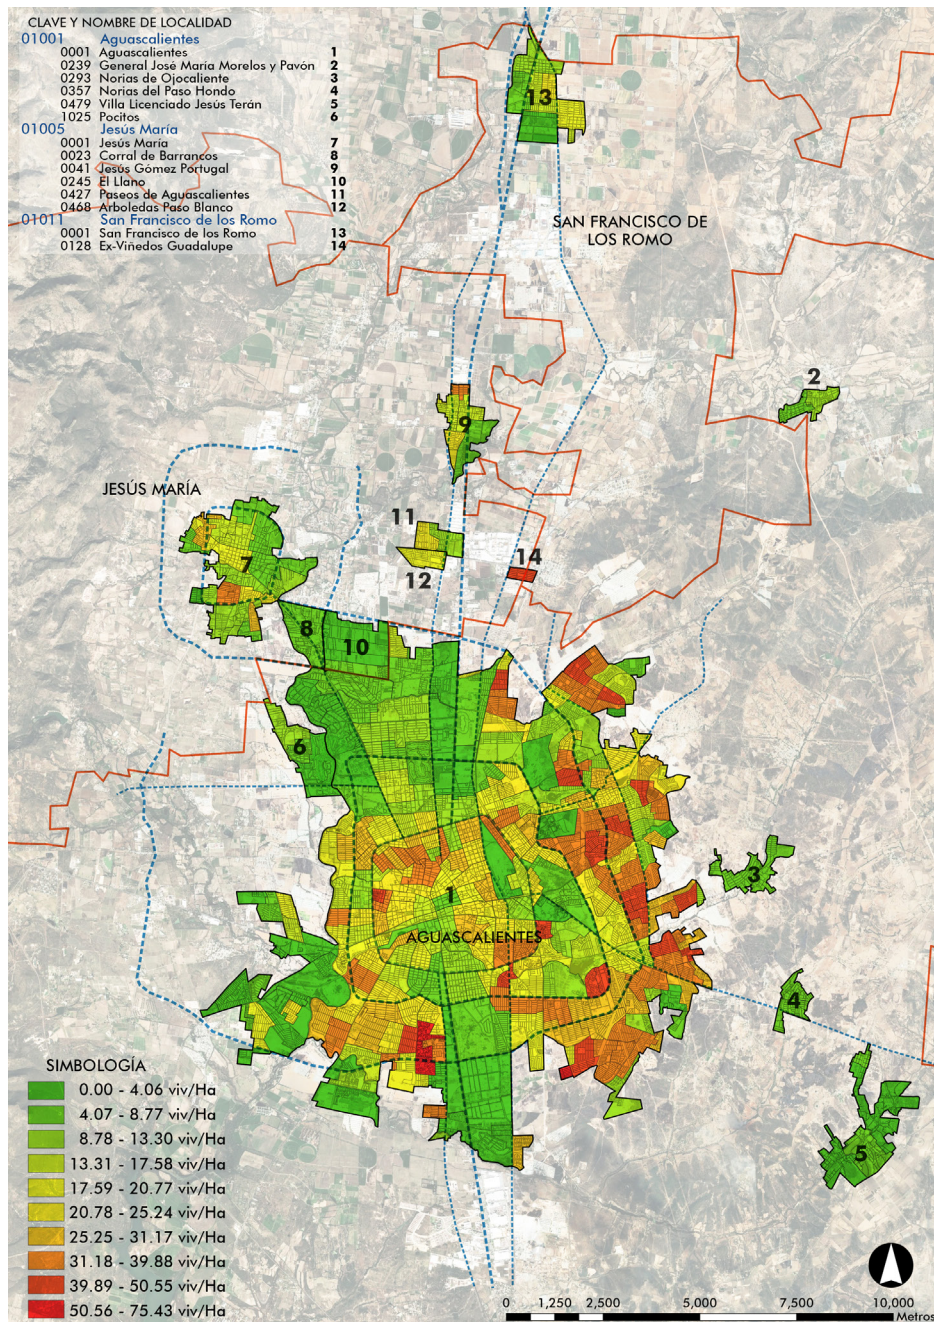 CLAVE Y NOMBRE DE LOCALIDAD
01001 Aguascalientes
0001 Aguascalientes 1
0239 General José María Morelos y Pavón 2
0293 Norias de Ojocaliente 3
0357 Norias del Paso Hondo 4
0479 Villa Licenciado Jesús Terán 5
1025 Pocitos 6
01005 Jesús María
0001 Jesús María 7
0023 Corral de Barrancos 8
0041 Jesús Gómez Portugal 9
0245 El Llano 10
0427 Paseos de Aguascalientes 11
0468 Arboledas Paso Blanco 12
01011 San Francisco de los Romo
0001 San Francisco de los Romo 13
0128 Ex-Viñedos Guadalupe 14
13
SAN FRANCISCO DE
LOS ROMO
2
9
JESÚS MARÍA
11
14
7
12
8
10
6
3
1
AGUASCALIENTES
4
5
SIMBOLOGÍA
0.00 - 4.06 viv/Ha
4.07 - 8.77 viv/Ha
8.78 - 13.30 viv/Ha
13.31 - 17.58 viv/Ha
17.59 - 20.77 viv/Ha
20.78 - 25.24 viv/Ha
25.25 - 31.17 viv/Ha
31.18 - 39.88 viv/Ha
39.89 - 50.55 viv/Ha
50.56 - 75.43 viv/Ha
0 1,250 2,500 5,000 7,500 10,000
Metros